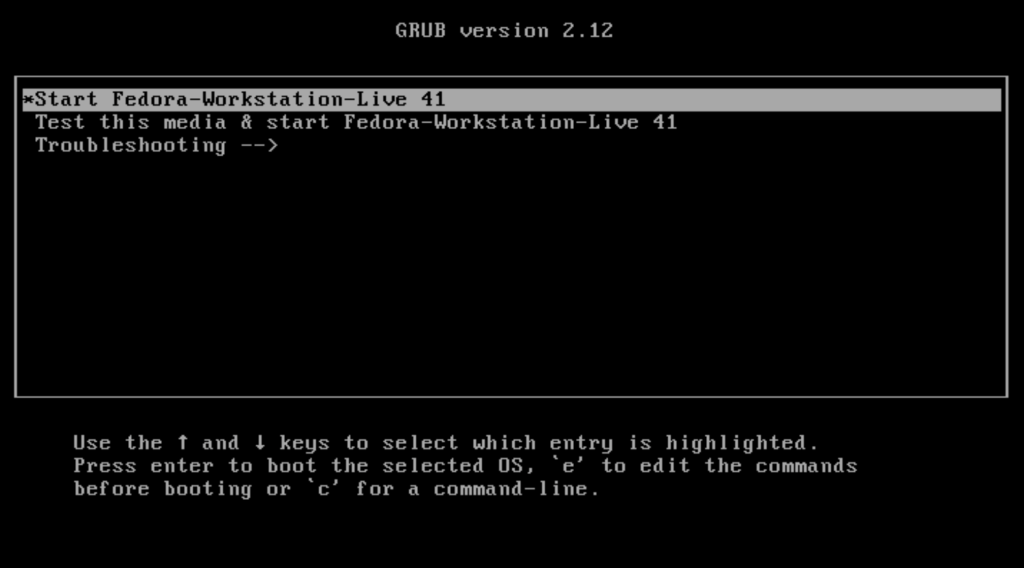 GRUB version 2.12
*Start Fedora-Workstation-Live 41
Test this media & start Fedora-Workstation-Live 41
Troubleshooting -->
Use the ↑ and ↓ keys to select which entry is highlighted.
Press enter to boot the selected OS, `e' to edit the commands
before booting or `c' for a command-line.